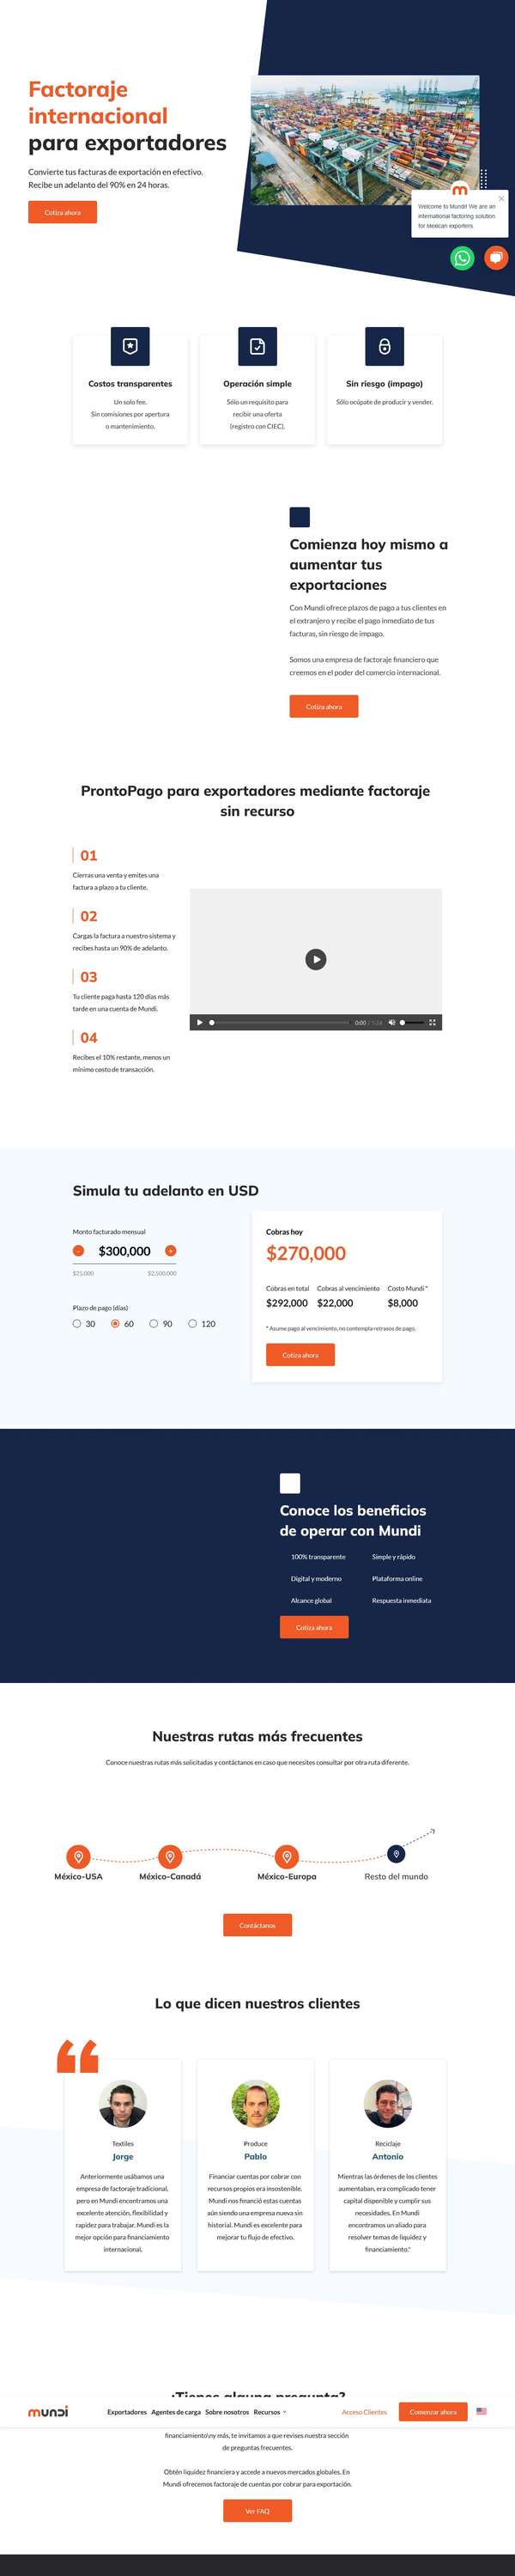 Factoraje
internacional
para exportadores
Convierte tus facturas de exportación en efectivo.
Recibe un adelanto del 90% en 24 horas.
Cotiza ahora
Welcome to Mundi! We are an
international factoring solution
for Mexican exporters
Costos transparentes
Un solo fee.
Sin comisiones por apertura
o mantenimiento.
Operación simple
Sólo un requisito para
recibir una oferta
(registro con CIEC).
Sin riesgo (impago)
Sólo ocúpate de producir y vender.
Comienza hoy mismo a
aumentar tus
exportaciones
Con Mundi ofrece plazos de pago a tus clientes en
el extranjero y recibe el pago inmediato de tus
facturas, sin riesgo de impago.
Somos una empresa de factoraje financiero que
creemos en el poder del comercio internacional.
Cotiza ahora
ProntoPago para exportadores mediante factoraje
sin recurso
01
Cierras una venta y emites una
factura a plazo a tu cliente.
02
Cargas la factura a nuestro sistema y
recibes hasta un 90% de adelanto.
03
Tu cliente paga hasta 120 días más
tarde en una cuenta de Mundi.
04
Recibes el 10% restante, menos un
mínimo costo de transacción.
0:00 / 1:24
Simula tu adelanto en USD
Monto facturado mensual
- $300,000 +
$25,000 $2,500,000
Plazo de pago (días)
30 60 90 120
Cobras hoy
$270,000
Cobras en total Cobras al vencimiento Costo Mundi *
$292,000 $22,000 $8,000
* Asume pago al vencimiento, no contempla retrasos de pago.
Cotiza ahora
Conoce los beneficios
de operar con Mundi
100% transparente Simple y rápido
Digital y moderno Plataforma online
Alcance global Respuesta inmediata
Cotiza ahora
Nuestras rutas más frecuentes
Conoce nuestras rutas más solicitadas y contáctanos en caso que necesites consultar por otra ruta diferente.
México-USA México-Canadá México-Europa Resto del mundo
Contáctanos
Lo que dicen nuestros clientes
Textiles
Jorge
Anteriormente usábamos una
empresa de factoraje tradicional,
pero en Mundi encontramos una
excelente atención, flexibilidad y
rapidez para trabajar. Mundi es la
mejor opción para financiamiento
internacional.
Produce
Pablo
Financiar cuentas por cobrar con
recursos propios era insostenible.
Mundi nos financió estas cuentas
aún siendo una empresa nueva sin
historial. Mundi es excelente para
mejorar tu flujo de efectivo.
Reciclaje
Antonio
Mientras las órdenes de los clientes
aumentaban, era complicado tener
capital disponible y cumplir sus
necesidades. En Mundi
encontramos un aliado para
resolver temas de liquidez y
financiamiento."
¿Tienes alguna pregunta?
mundi Exportadores Agentes de carga Sobre nosotros Recursos Acceso Clientes Comenzar ahora
financiamiento\ny más, te invitamos a que revises nuestra sección
de preguntas frecuentes.
Obtén liquidez financiera y accede a nuevos mercados globales. En
Mundi ofrecemos factoraje de cuentas por cobrar para exportación.
Ver FAQ